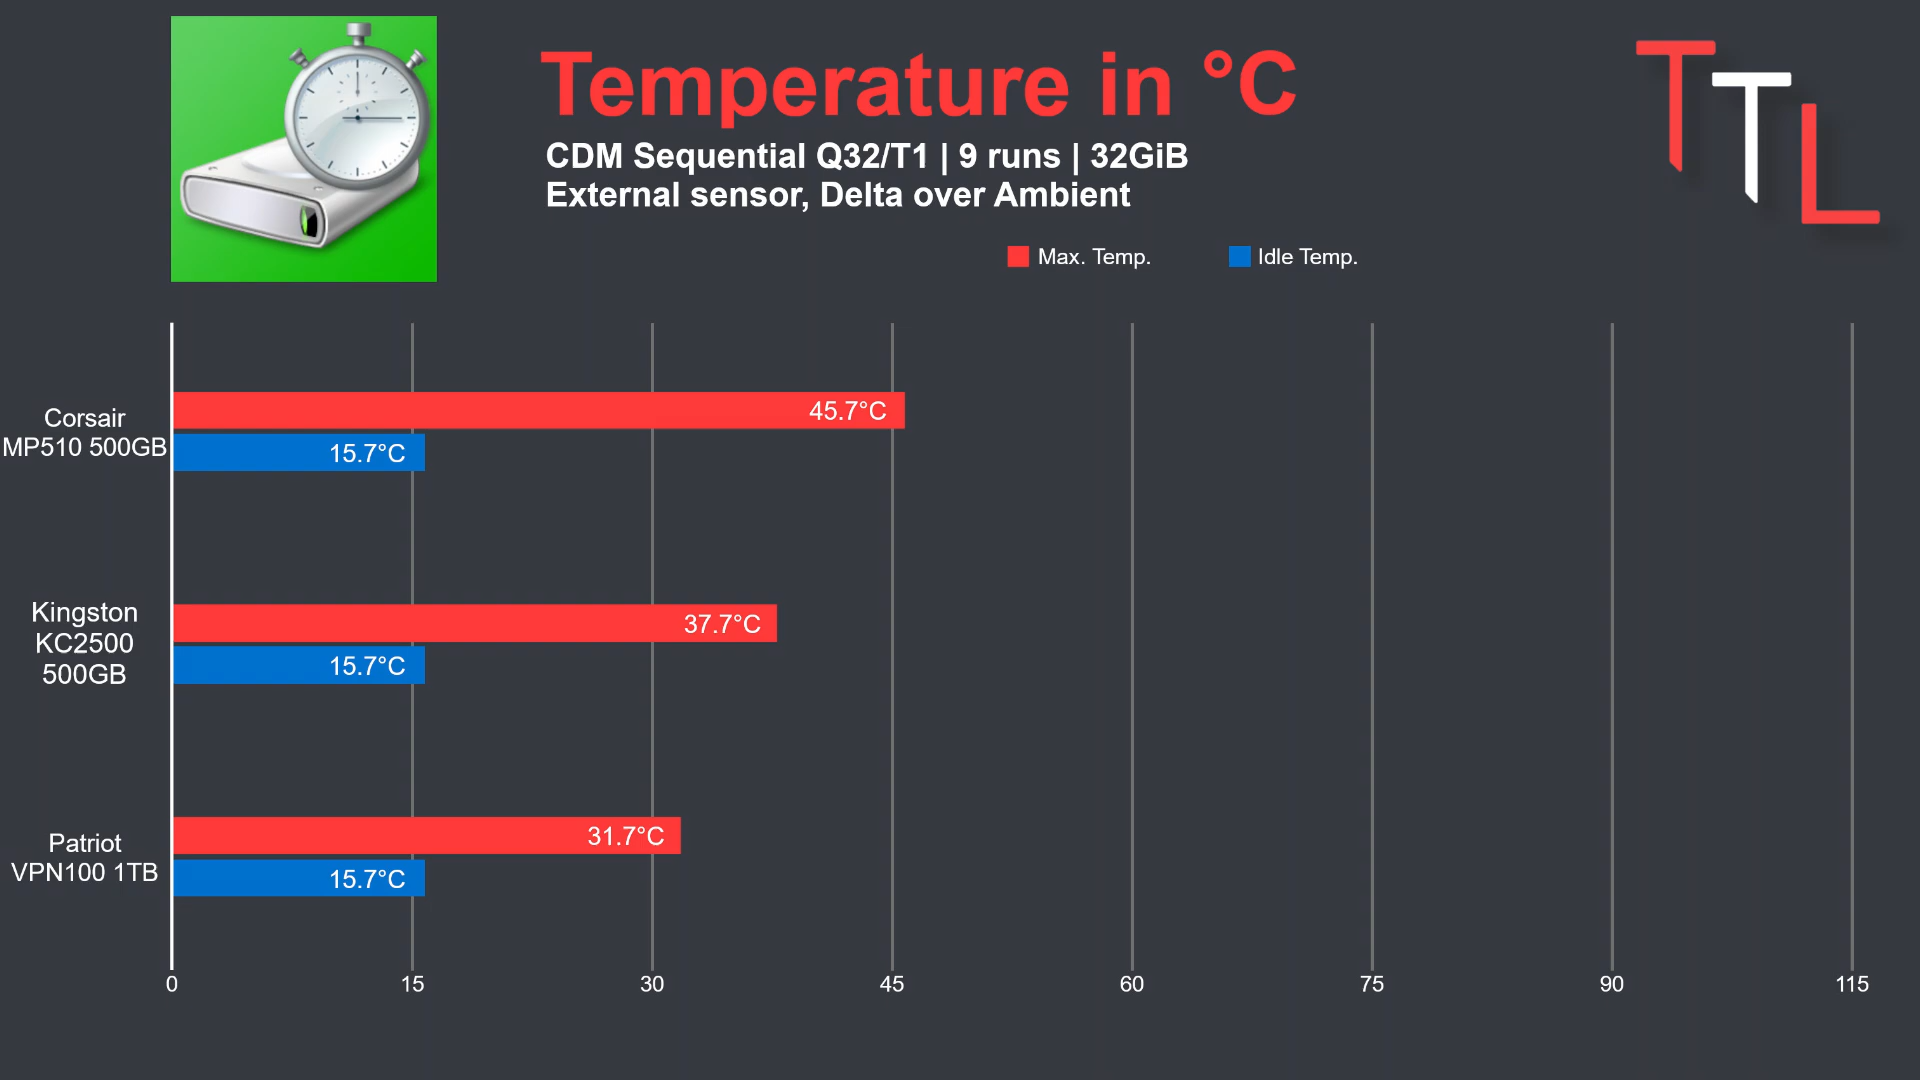 Temperature in °C
CDM Sequential Q32/T1 | 9 runs | 32GiB
External sensor, Delta over Ambient
TTL
Max. Temp.
Idle Temp.
Corsair
MP510 500GB
45.7°C
15.7°C
Kingston
KC2500
500GB
37.7°C
15.7°C
Patriot
VPN100 1TB
31.7°C
15.7°C
0 15 30 45 60 75 90 115